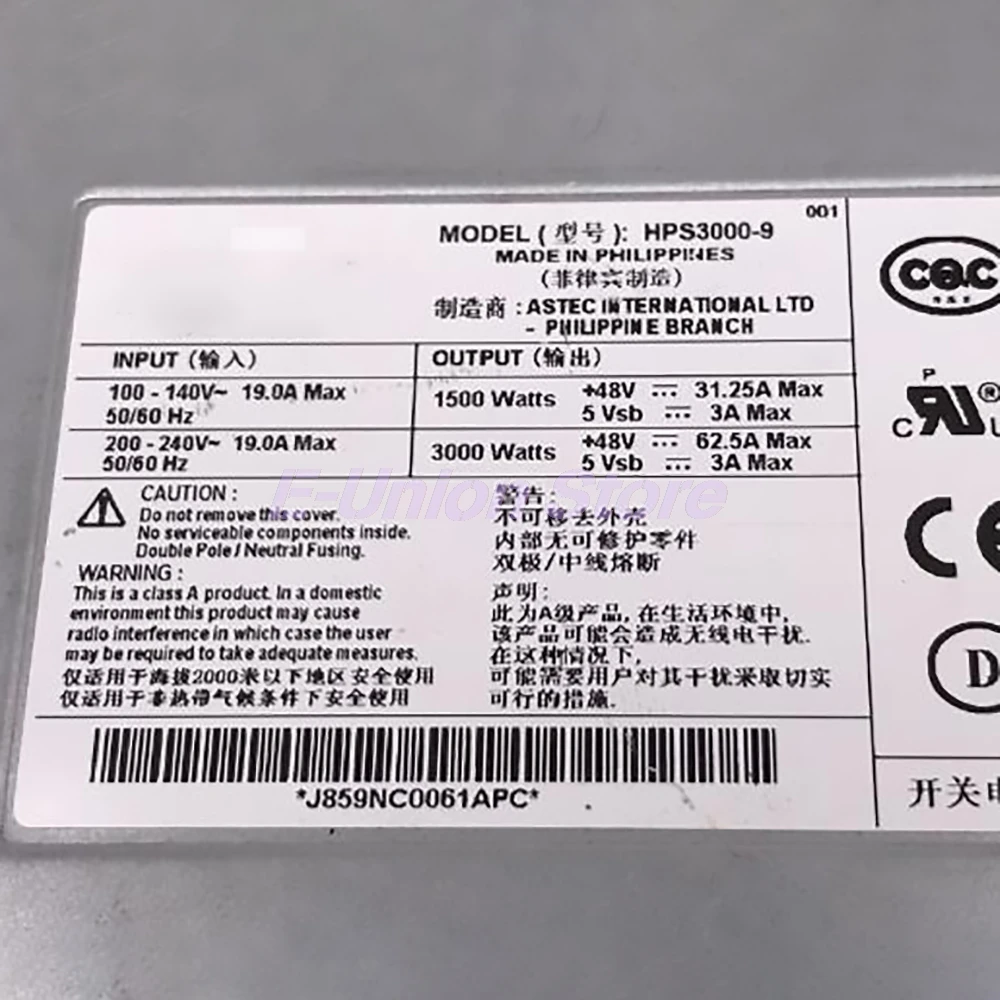 001
MODEL (型号): HPS3000-9
MADE IN PHILIPPINES
(菲律宾制造)
制造商: ASTEC INTERNATIONAL LTD
- PHILIPPINE BRANCH
INPUT (输入)
OUTPUT (输出)
100 - 140V~ 19.0A Max
50/60 Hz
1500 Watts
+48V ⎓ 31.25A Max
5 Vsb ⎓ 3A Max
200 - 240V~ 19.0A Max
50/60 Hz
3000 Watts
+48V ⎓ 62.5A Max
5 Vsb ⎓ 3A Max
E-Union Store
CAUTION :
Do not remove this cover.
No serviceable components inside.
Double Pole / Neutral Fusing.
WARNING :
This is a class A product. In a domestic
environment this product may cause
radio interference in which case the user
may be required to take adequate measures.
仅适用于海拔2000米以下地区安全使用
仅适用于非热带气候条件下安全使用
警告:
不可移去外壳
内部无可修护零件
双极/中线熔断
声明:
此为A级产品, 在生活环境中,
该产品可能会造成无线电干扰.
在这种情况下,
可能需要用户对其干扰采取切实
可行的措施.
*J859NC0061APC*
CQC
P
C RU ® U
CE
D
开关电